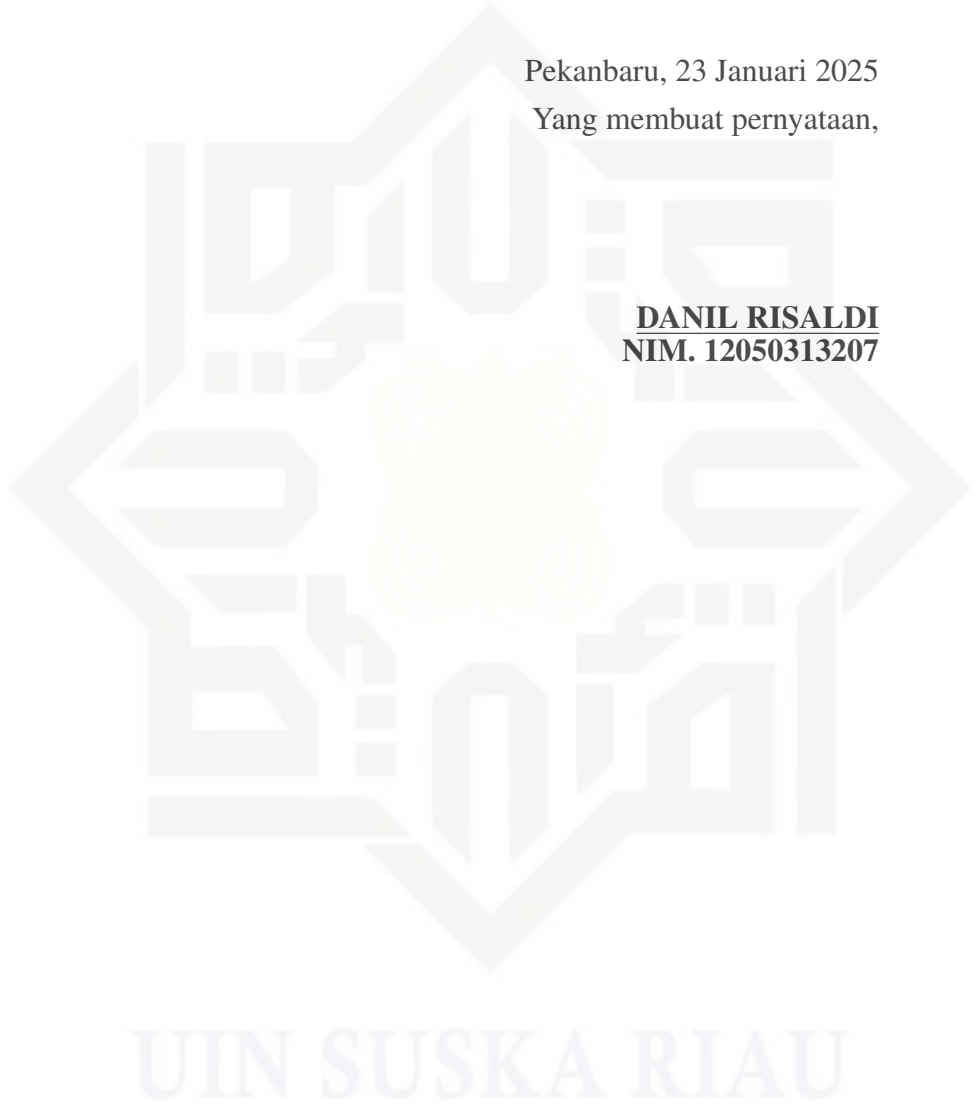 Pekanbaru, 23 Januari 2025
Yang membuat pernyataan,
DANIL RISALDI
NIM. 12050313207
UIN SUSKA RIAU